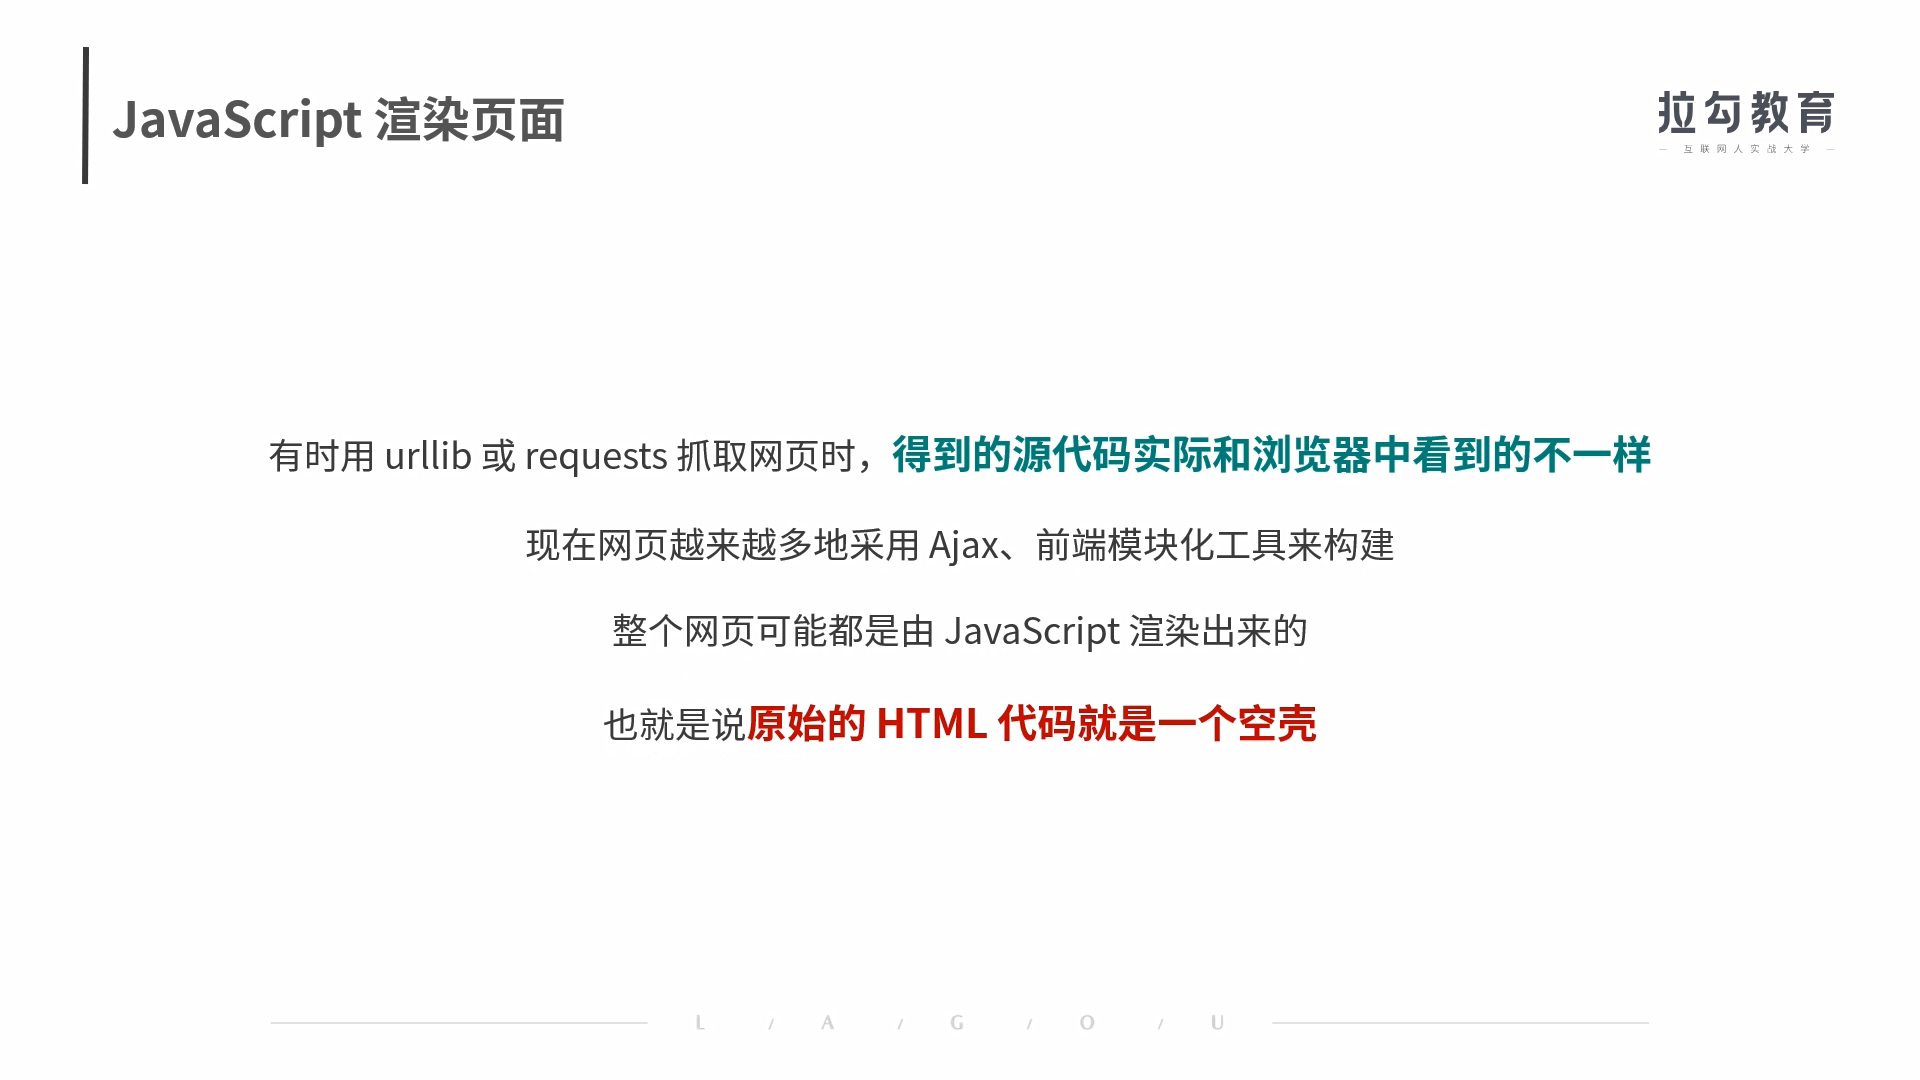 JavaScript 渲染页面
拉勾教育
— 互联网人实战大学 —
有时用 urllib 或 requests 抓取网页时，得到的源代码实际和浏览器中看到的不一样
现在网页越来越多地采用 Ajax、前端模块化工具来构建
整个网页可能都是由 JavaScript 渲染出来的
也就是说原始的 HTML 代码就是一个空壳
L / A / G / O / U